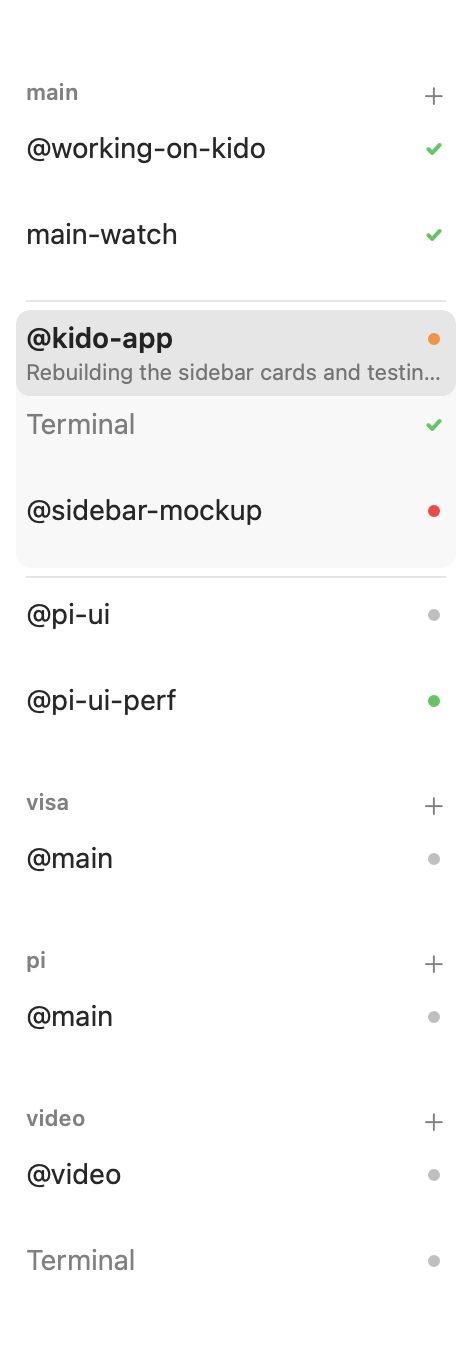 main
@working-on-kido
main-watch
@kido-app
Rebuilding the sidebar cards and testin...
Terminal
@sidebar-mockup
@pi-ui
@pi-ui-perf
visa
@main
pi
@main
video
@video
Terminal